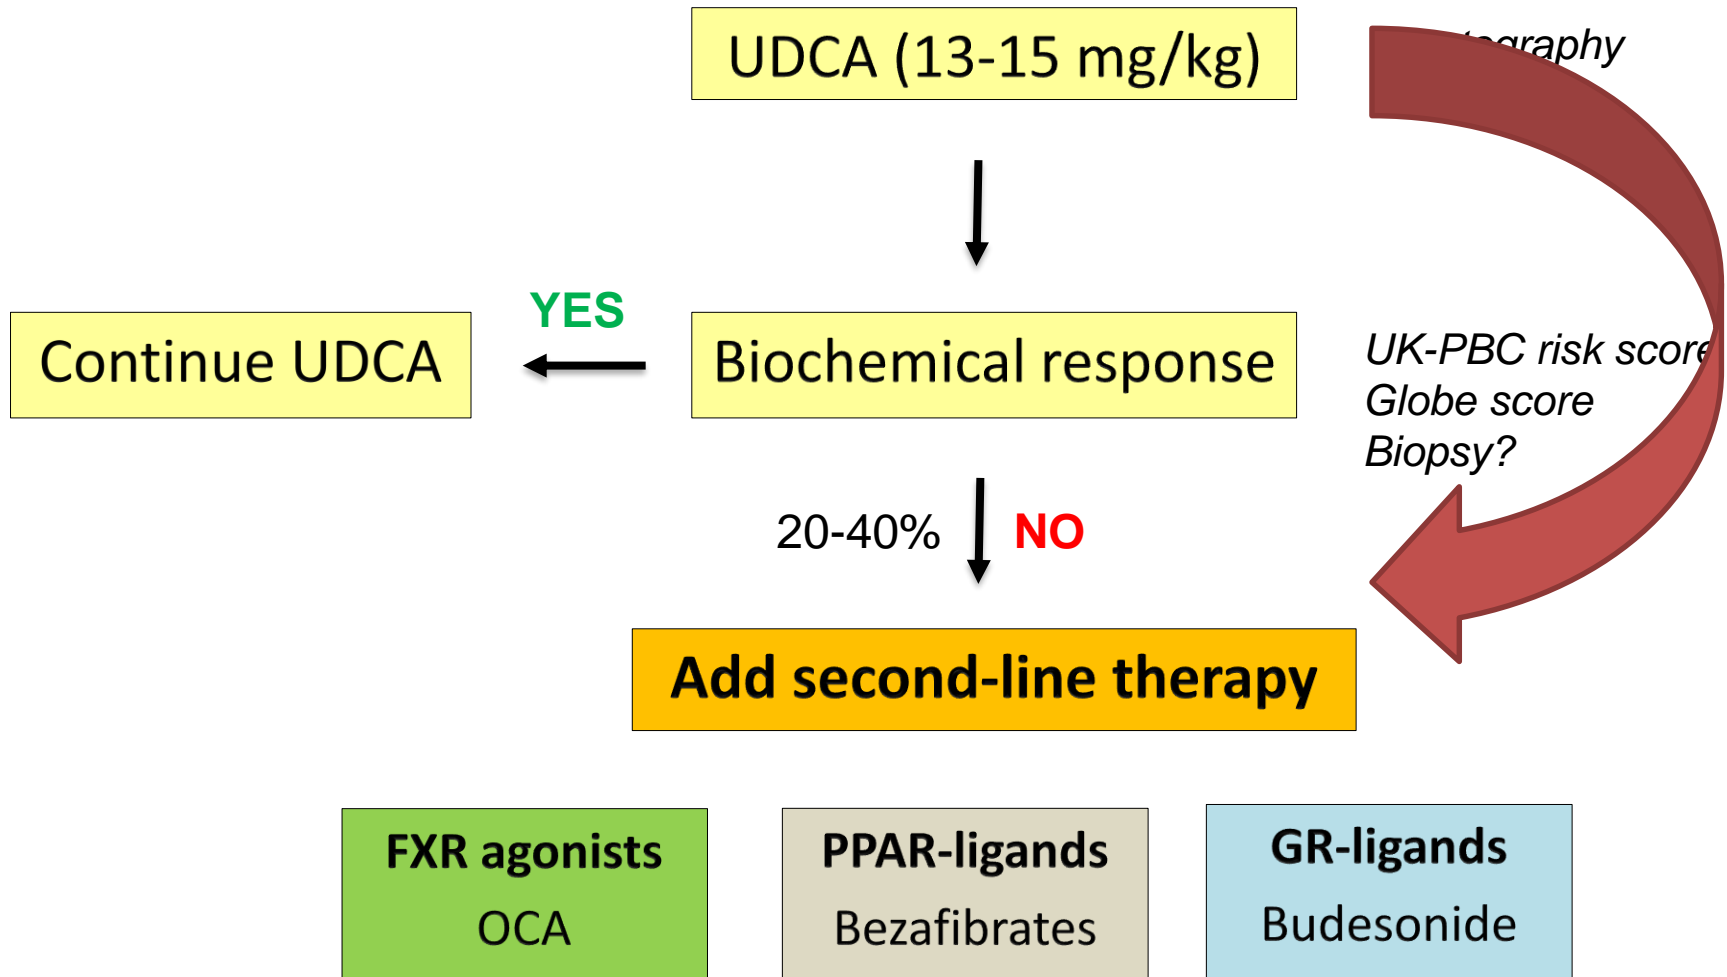 UDCA (13-15 mg/kg)
YES
Continue UDCA
Biochemical response
UK-PBC risk score
Globe score
Biopsy?
20-40%
NO
Add second-line therapy
FXR agonists
OCA
PPAR-ligands
Bezafibrates
GR-ligands
Budesonide